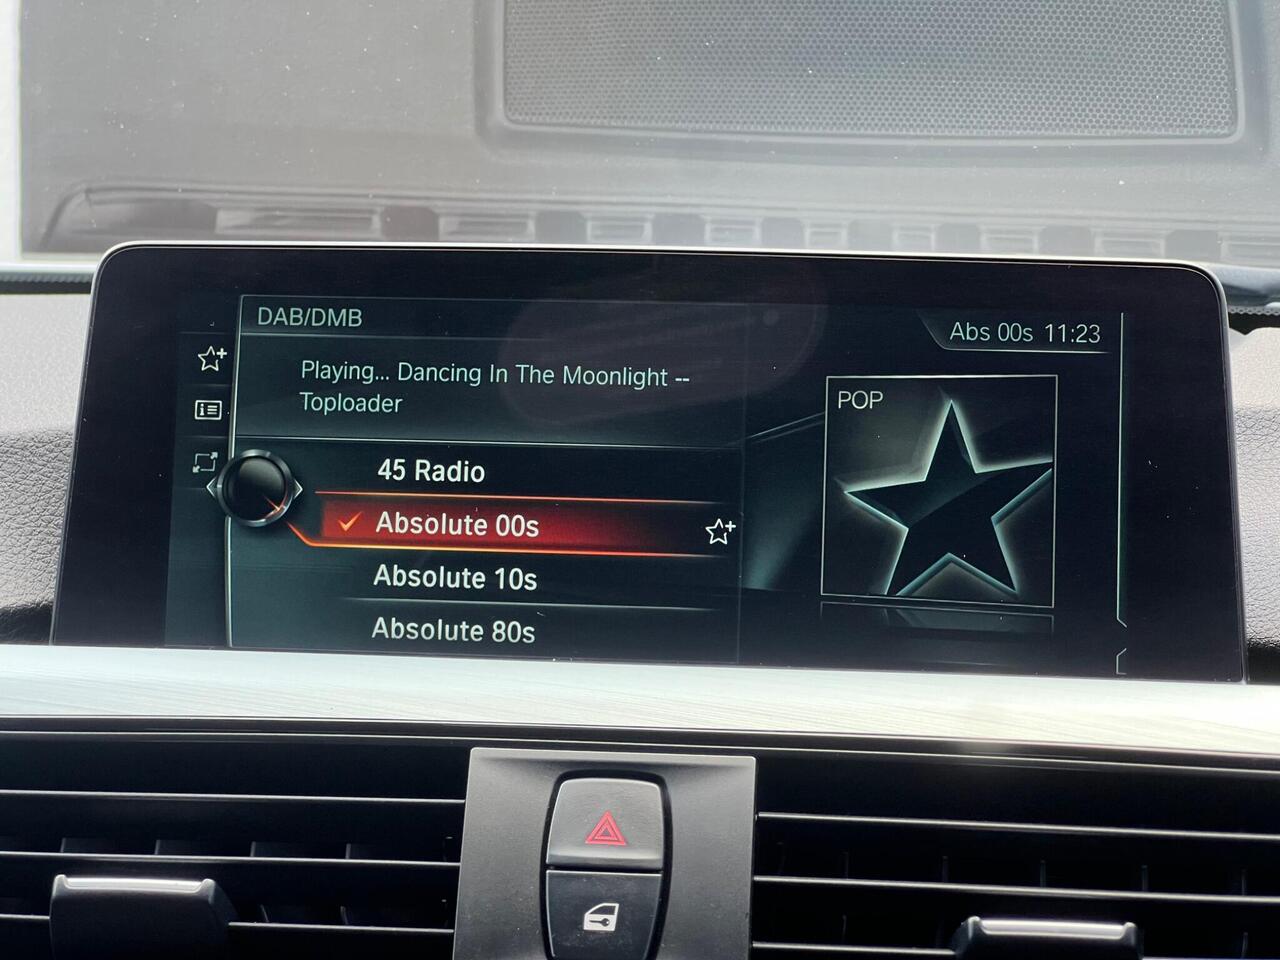 DAB/DMB
Abs 00s 11:23
Playing... Dancing In The Moonlight --
Toploader
POP
45 Radio
Absolute 00s
Absolute 10s
Absolute 80s